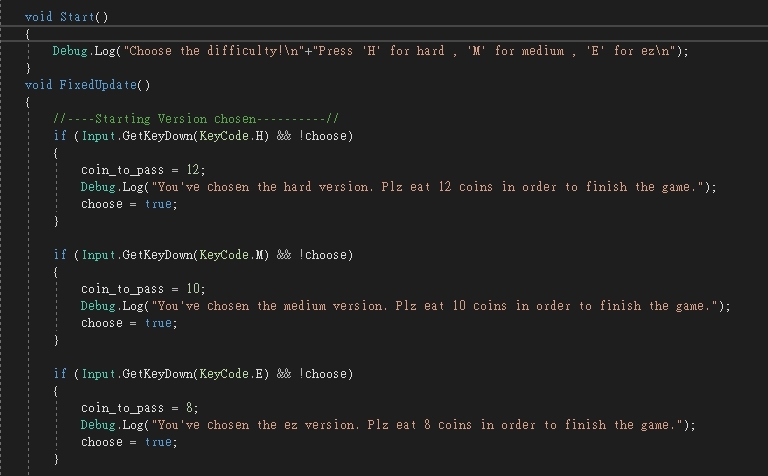 void Start()
{
Debug.Log("Choose the difficulty!\n"+"Press 'H' for hard , 'M' for medium , 'E' for ez\n");
}
void FixedUpdate()
{
//----Starting Version chosen----------//
if (Input.GetKeyDown(KeyCode.H) && !choose)
{
coin_to_pass = 12;
Debug.Log("You've chosen the hard version. Plz eat 12 coins in order to finish the game.");
choose = true;
}
if (Input.GetKeyDown(KeyCode.M) && !choose)
{
coin_to_pass = 10;
Debug.Log("You've chosen the medium version. Plz eat 10 coins in order to finish the game.");
choose = true;
}
if (Input.GetKeyDown(KeyCode.E) && !choose)
{
coin_to_pass = 8;
Debug.Log("You've chosen the ez version. Plz eat 8 coins in order to finish the game.");
choose = true;
}